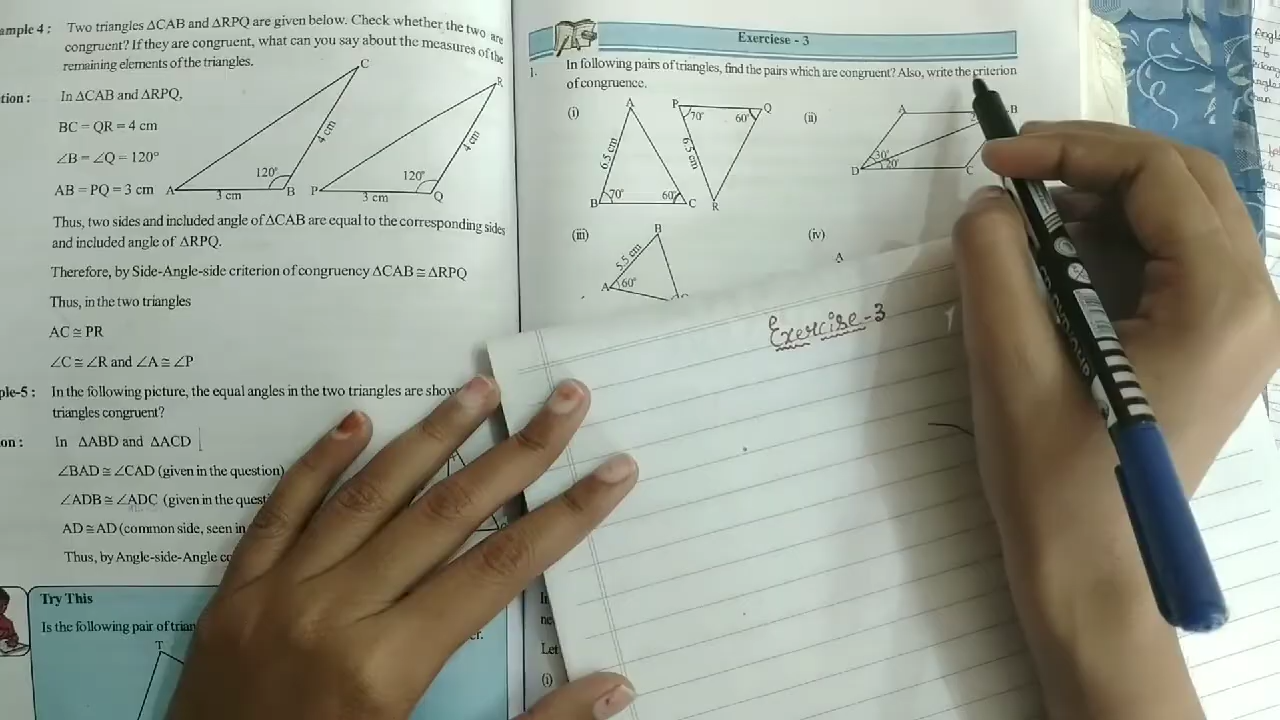 ample 4 : Two triangles ΔCAB and ΔRPQ are given below. Check whether the two are
congruent? If they are congruent, what can you say about the measures of the
remaining elements of the triangles.
tion : In ΔCAB and ΔRPQ,
BC = QR = 4 cm
∠B = ∠Q = 120°
AB = PQ = 3 cm
C
R
4 cm
4 cm
120°
120°
A
3 cm
B
P
3 cm
Q
Thus, two sides and included angle of ΔCAB are equal to the corresponding sides
and included angle of ΔRPQ.
Therefore, by Side-Angle-side criterion of congruency ΔCAB ≅ ΔRPQ
Thus, in the two triangles
AC ≅ PR
∠C ≅ ∠R and ∠A ≅ ∠P
ple-5 : In the following picture, the equal angles in the two triangles are
triangles congruent?
on : In ΔABD and ΔACD
∠BAD ≅ ∠CAD (given in the question)
∠ADB ≅ ∠ADC (given in the
AD ≅ AD (common side, seen in
Thus, by Angle-side-Angle
Try This
Is the following pair of
T
Exerciese - 3
1. In following pairs of triangles, find the pairs which are congruent? Also, write the criterion
of congruence.
(i)
A
6.5 cm
70°
60°
B
C
P
Q
70°
60°
6.5 cm
R
(ii)
A
B
30°
20°
D
C
(iii)
B
5.5 cm
A
60°
(iv)
A
Exercise-3
Let
(i)